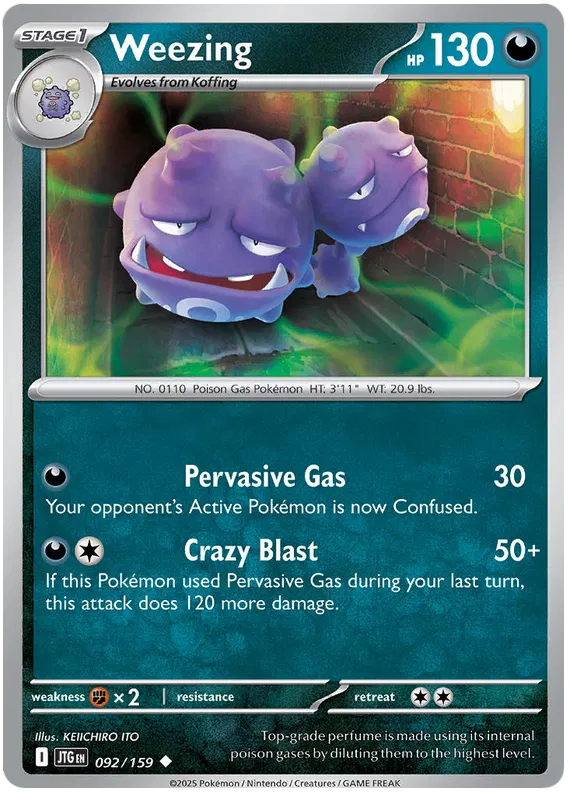 STAGE1
Weezing
HP 130
Evolves from Koffing
NO. 0110 Poison Gas Pokémon HT: 3'11" WT: 20.9 lbs.
Pervasive Gas 30
Your opponent's Active Pokémon is now Confused.
Crazy Blast 50+
If this Pokémon used Pervasive Gas during your last turn,
this attack does 120 more damage.
weakness ×2 resistance retreat
Illus. KEIICHIRO ITO
Top-grade perfume is made using its internal
poison gases by diluting them to the highest level.
I JTG EN 092/159
©2025 Pokémon / Nintendo / Creatures / GAME FREAK